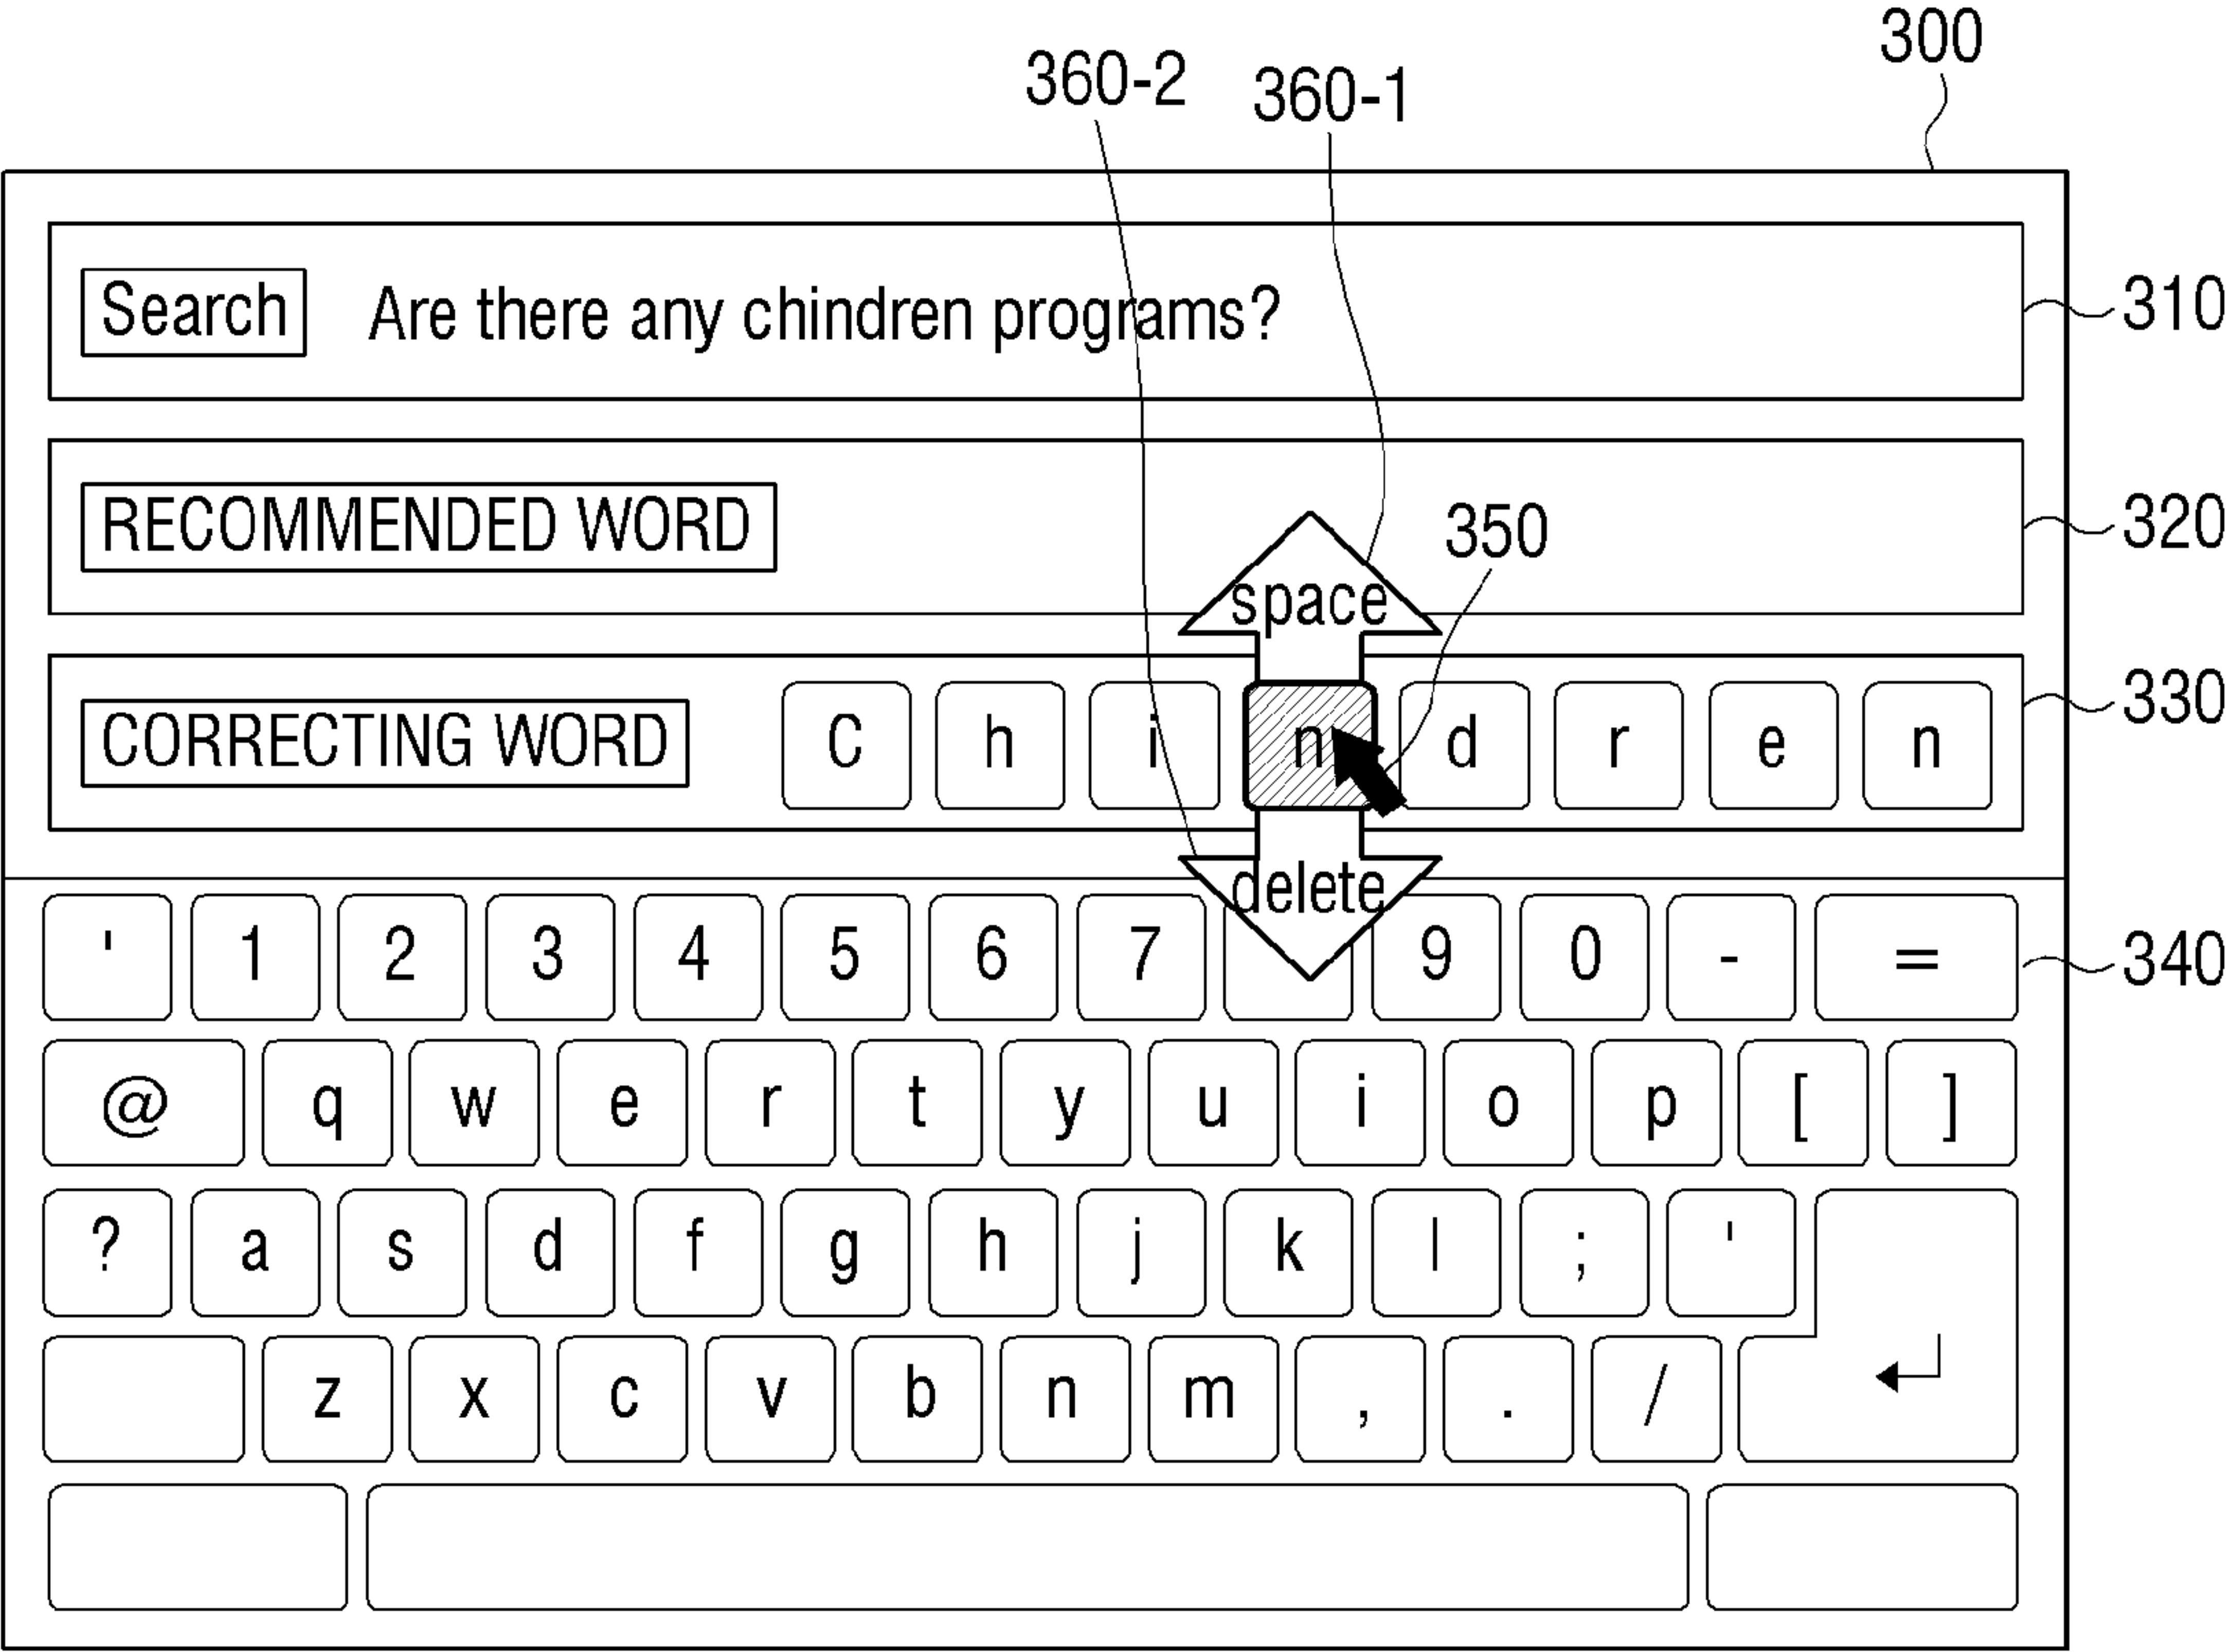 300
360-2 360-1
Search Are there any chindren programs? 310
RECOMMENDED WORD 320
350
space
CORRECTING WORD C h i n d r e n 330
delete
' 1 2 3 4 5 6 7 9 0 - = 340
@ q w e r t y u i o p [ ]
? a s d f g h j k l ; '
z x c v b n m , . /